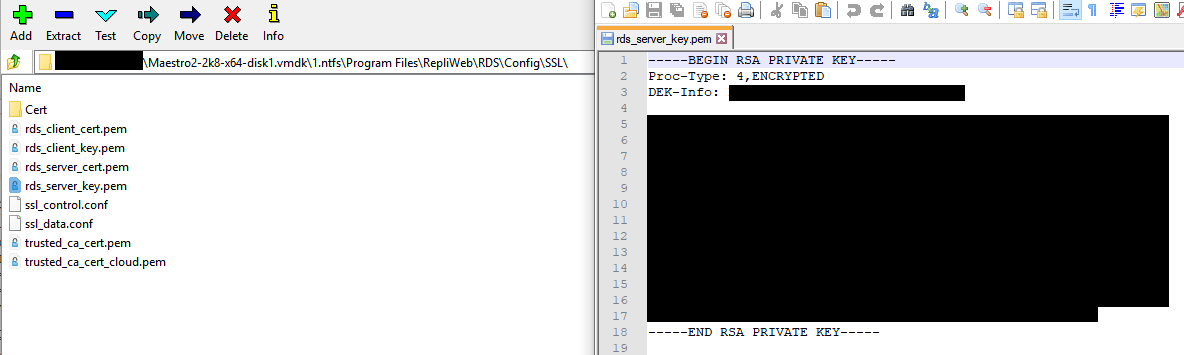 Add Extract Test Copy Move Delete Info
\Maestro2-2k8-x64-disk1.vmdk\1.ntfs\Program Files\RepliWeb\RDS\Config\SSL\
Name
Cert
rds_client_cert.pem
rds_client_key.pem
rds_server_cert.pem
rds_server_key.pem
ssl_control.conf
ssl_data.conf
trusted_ca_cert.pem
trusted_ca_cert_cloud.pem
rds_server_key.pem
1 -----BEGIN RSA PRIVATE KEY-----
2 Proc-Type: 4,ENCRYPTED
3 DEK-Info:
4
5
6
7
8
9
10
11
12
13
14
15
16
17
18 -----END RSA PRIVATE KEY-----
19